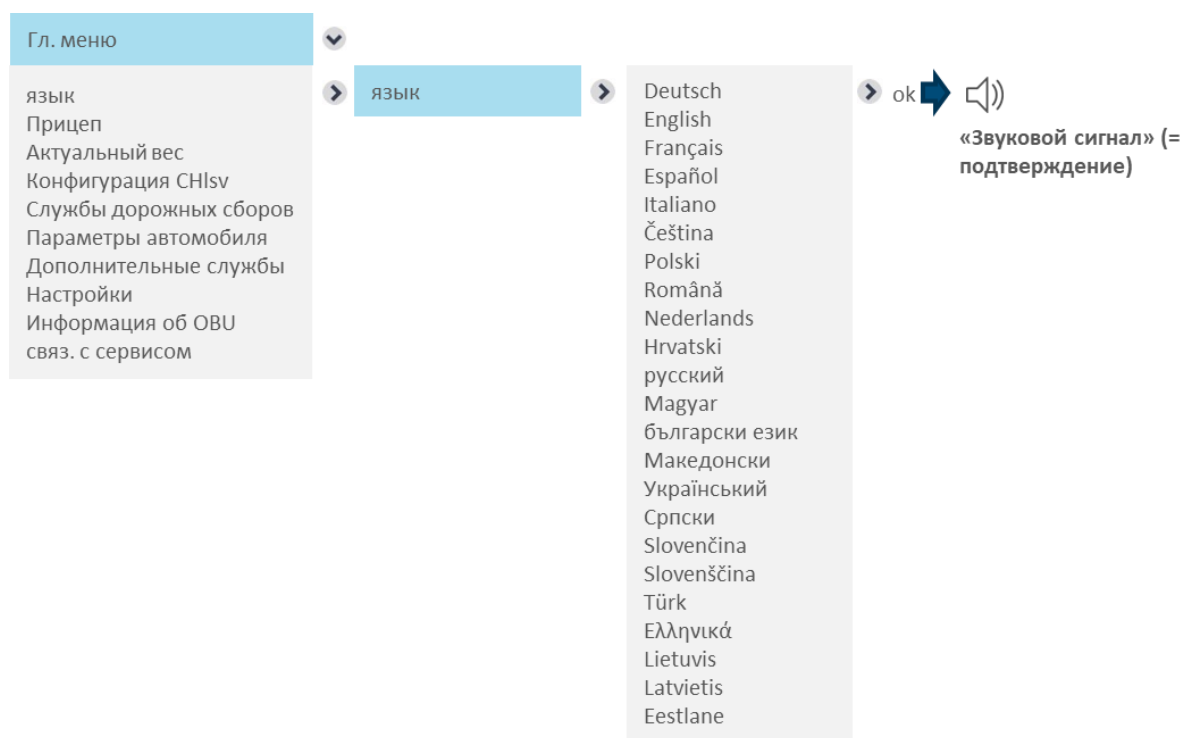 Гл. меню
язык
Прицеп
Актуальный вес
Конфигурация CHlsv
Службы дорожных сборов
Параметры автомобиля
Дополнительные службы
Настройки
Информация об OBU
связ. с сервисом
язык
Deutsch
English
Français
Español
Italiano
Čeština
Polski
Română
Nederlands
Hrvatski
русский
Magyar
български език
Македонски
Український
Српски
Slovenčina
Slovenščina
Türk
Ελληνικά
Lietuvis
Latvietis
Eestlane
ok
«Звуковой сигнал» (=
подтверждение)